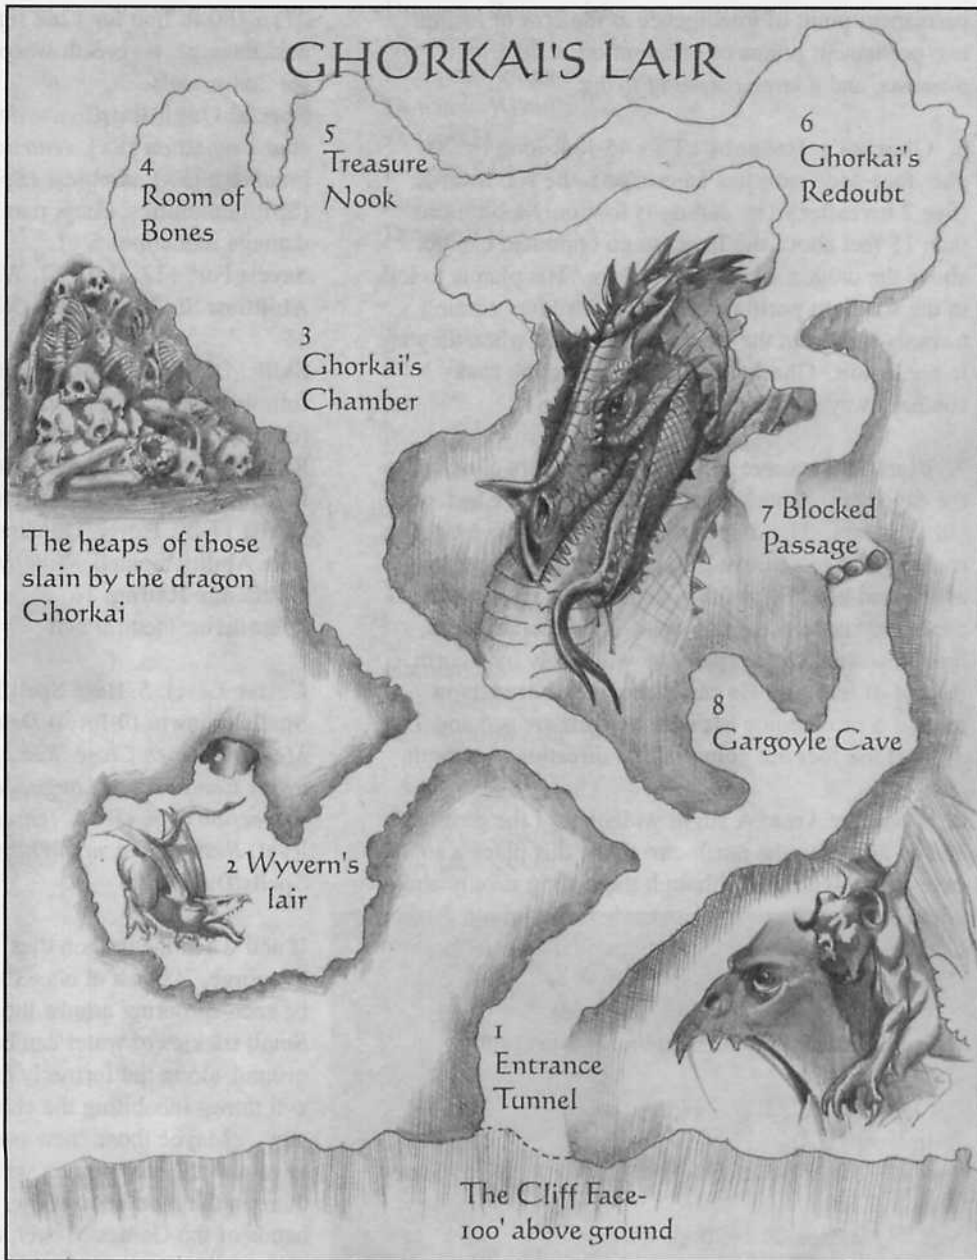 GHORKAI'S LAIR
4
Room of
Bones
5
Treasure
Nook
6
Ghorkai's
Redoubt
3
Ghorkai's
Chamber
The heaps of those
slain by the dragon
Ghorkai
7 Blocked
Passage
8
Gargoyle Cave
2 Wyvern's
lair
1
Entrance
Tunnel
The Cliff Face-
100' above ground